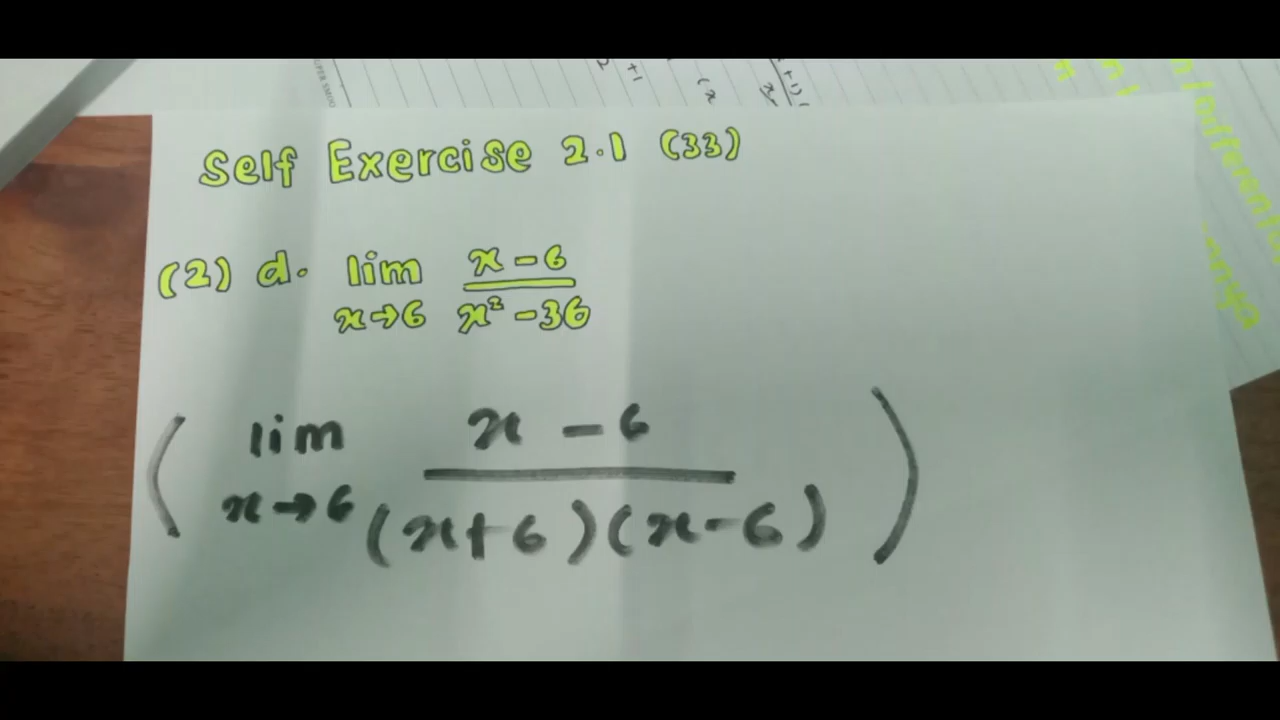 Self Exercise 2.1 (33)
(2) d. lim x-6
x→6 x²-36
lim x - 6
x→6 (x+6)(x-6)